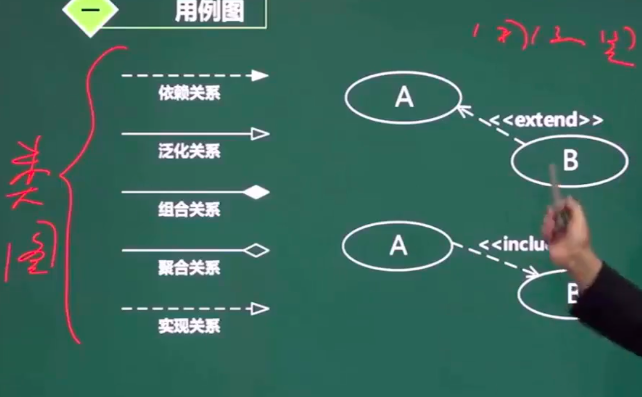 一
用例图
依赖关系
泛化关系
组合关系
聚合关系
实现关系
类图
A
<<extend>>
B
A
<<inclu
B